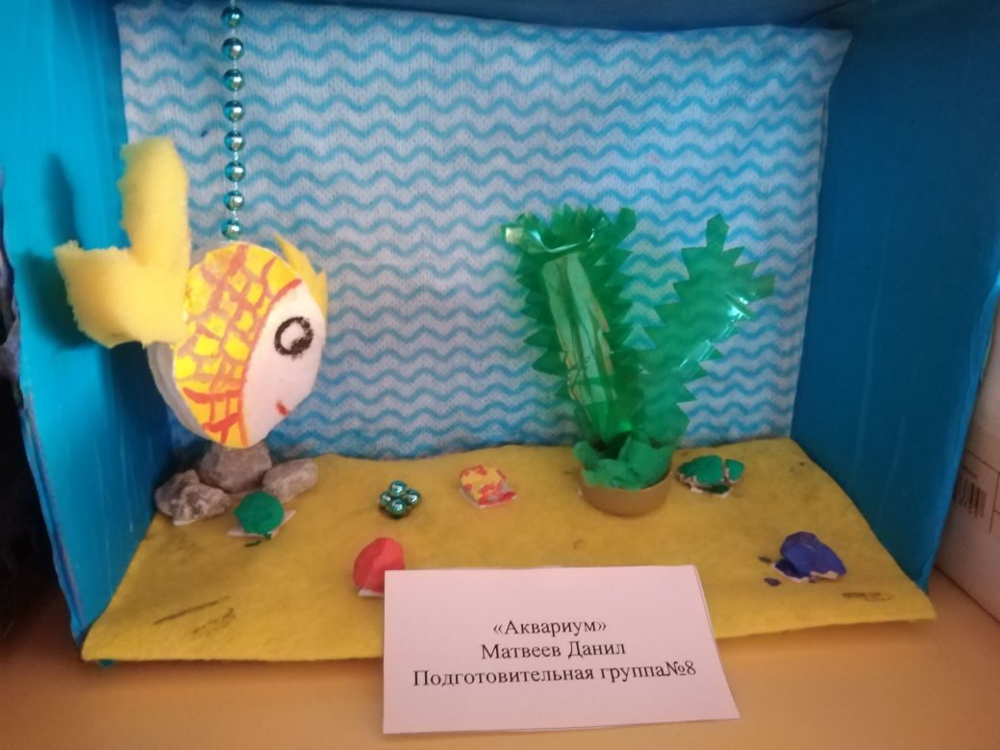 «Аквариум»
Матвеев Данил
Подготовительная группа№8